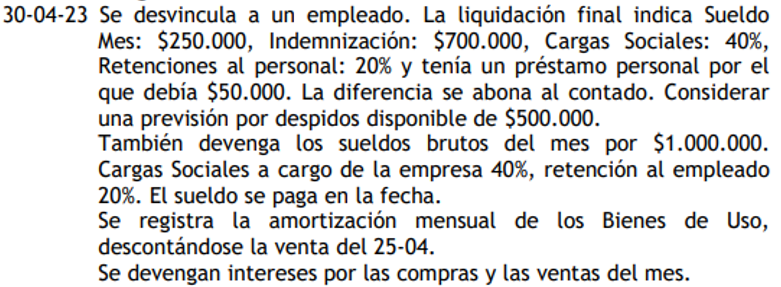 30-04-23 Se desvincula a un empleado. La liquidación final indica Sueldo
Mes: $250.000, Indemnización: $700.000, Cargas Sociales: 40%,
Retenciones al personal: 20% y tenía un préstamo personal por el
que debía $50.000. La diferencia se abona al contado. Considerar
una previsión por despidos disponible de $500.000.
También devenga los sueldos brutos del mes por $1.000.000.
Cargas Sociales a cargo de la empresa 40%, retención al empleado
20%. El sueldo se paga en la fecha.
Se registra la amortización mensual de los Bienes de Uso,
descontándose la venta del 25-04.
Se devengan intereses por las compras y las ventas del mes.